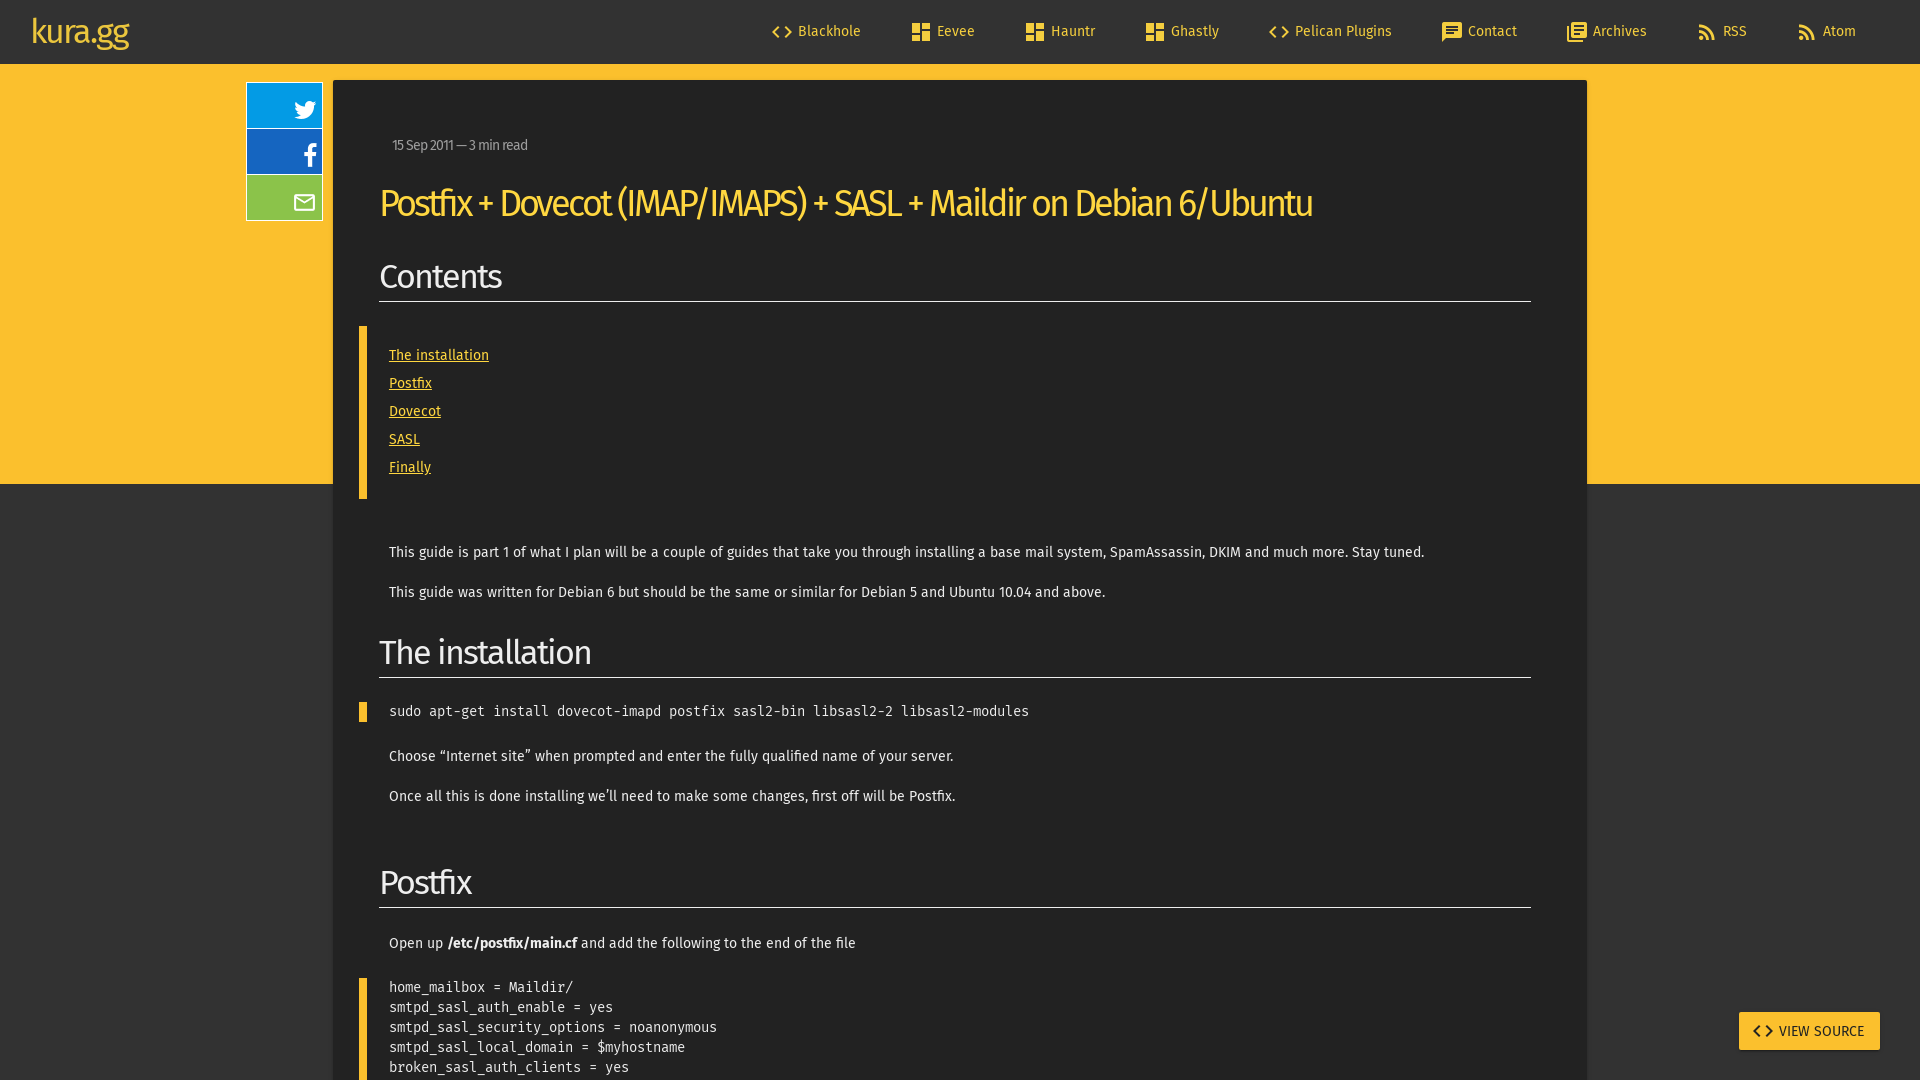 kura.gg
Blackhole
Eevee
Hauntr
Ghastly
Pelican Plugins
Contact
Archives
RSS
Atom
15 Sep 2011 — 3 min read
Postfix + Dovecot (IMAP/IMAPS) + SASL + Maildir on Debian 6/Ubuntu
Contents
The installation
Postfix
Dovecot
SASL
Finally
This guide is part 1 of what I plan will be a couple of guides that take you through installing a base mail system, SpamAssassin, DKIM and much more. Stay tuned.
This guide was written for Debian 6 but should be the same or similar for Debian 5 and Ubuntu 10.04 and above.
The installation
sudo apt-get install dovecot-imapd postfix sasl2-bin libsasl2-2 libsasl2-modules
Choose “Internet site” when prompted and enter the fully qualified name of your server.
Once all this is done installing we’ll need to make some changes, first off will be Postfix.
Postfix
Open up /etc/postfix/main.cf and add the following to the end of the file
home_mailbox = Maildir/
smtpd_sasl_auth_enable = yes
smtpd_sasl_security_options = noanonymous
smtpd_sasl_local_domain = $myhostname
broken_sasl_auth_clients = yes
VIEW SOURCE